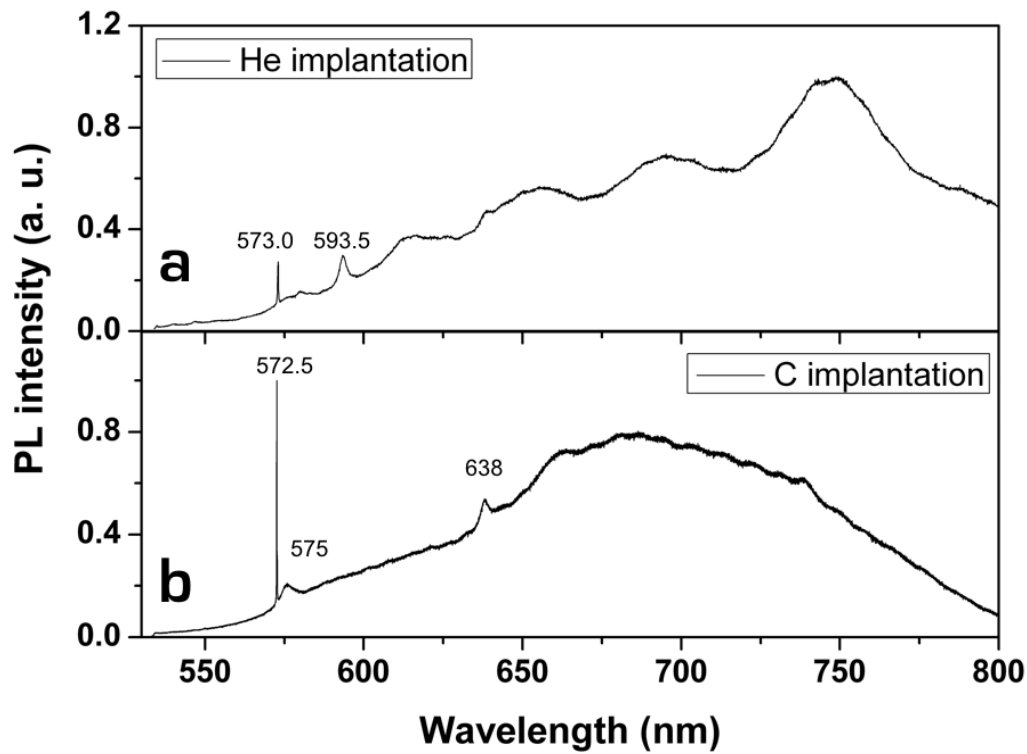 1.2
He implantation
0.8
573.0
593.5
0.4
a
0.0
572.5
C implantation
0.8
638
575
0.4
b
0.0
550 600 650 700 750 800
Wavelength (nm)
PL intensity (a. u.)